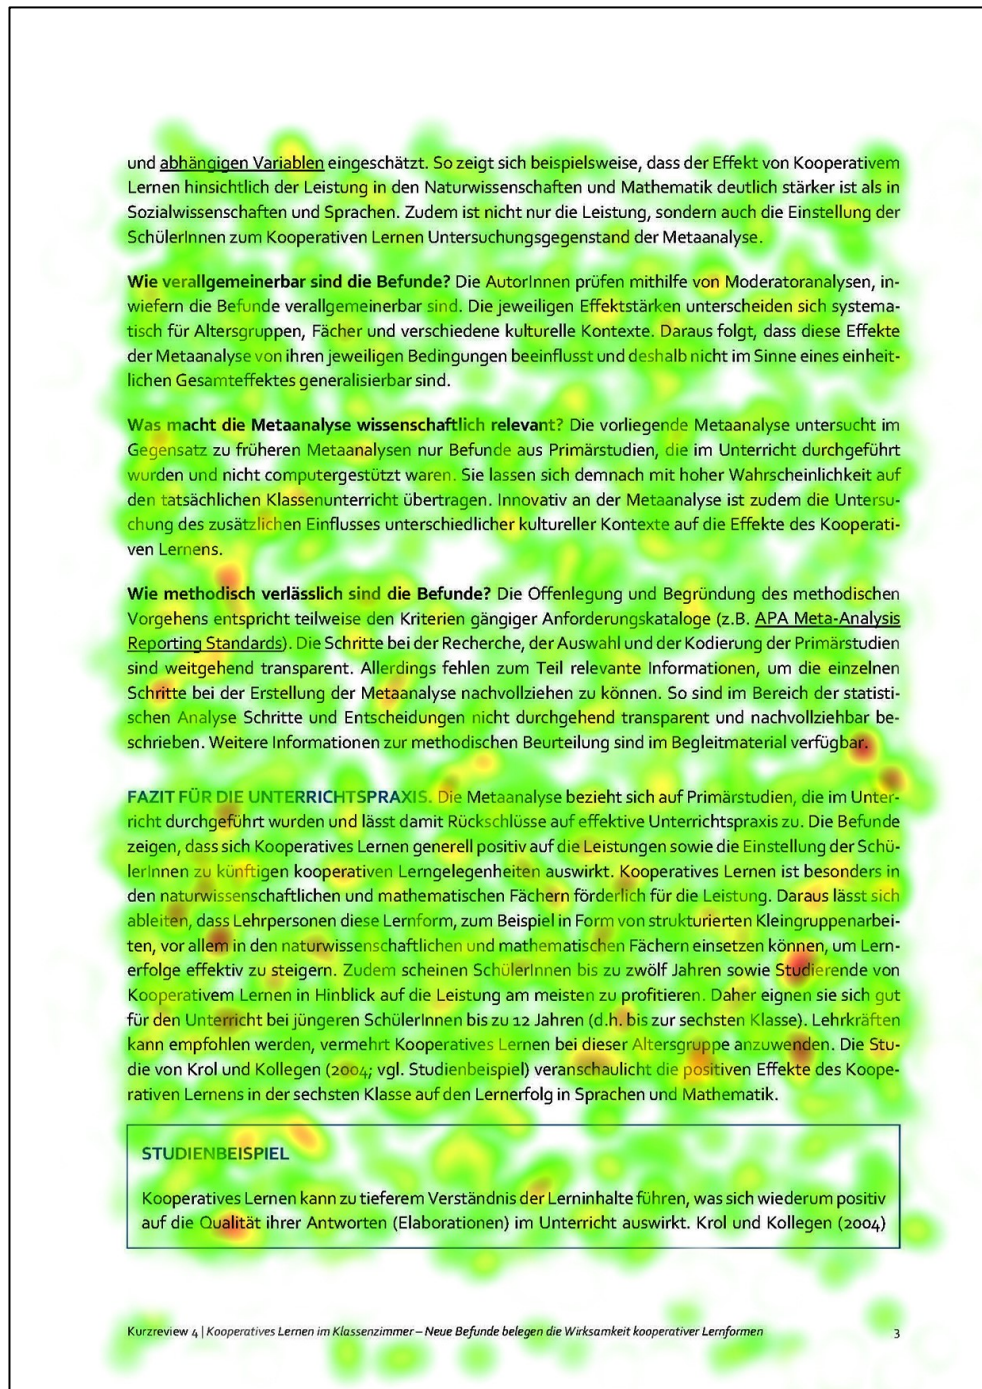 und abhängigen Variablen eingeschätzt. So zeigt sich beispielsweise, dass der Effekt von Kooperativem
Lernen hinsichtlich der Leistung in den Naturwissenschaften und Mathematik deutlich stärker ist als in
Sozialwissenschaften und Sprachen. Zudem ist nicht nur die Leistung, sondern auch die Einstellung der
SchülerInnen zum Kooperativen Lernen Untersuchungsgegenstand der Metaanalyse.
Wie verallgemeinerbar sind die Befunde? Die AutorInnen prüfen mithilfe von Moderatoranalysen, in-
wiefern die Befunde verallgemeinerbar sind. Die jeweiligen Effektstärken unterscheiden sich systema-
tisch für Altersgruppen, Fächer und verschiedene kulturelle Kontexte. Daraus folgt, dass diese Effekte
der Metaanalyse von ihren jeweiligen Bedingungen beeinflusst und deshalb nicht im Sinne eines einheit-
lichen Gesamteffektes generalisierbar sind.
Was macht die Metaanalyse wissenschaftlich relevant? Die vorliegende Metaanalyse untersucht im
Gegensatz zu früheren Metaanalysen nur Befunde aus Primärstudien, die im Unterricht durchgeführt
wurden und nicht computergestützt waren. Sie lassen sich demnach mit hoher Wahrscheinlichkeit auf
den tatsächlichen Klassenunterricht übertragen. Innovativ an der Metaanalyse ist zudem die Untersu-
chung des zusätzlichen Einflusses unterschiedlicher kultureller Kontexte auf die Effekte des Kooperati-
ven Lernens.
Wie methodisch verlässlich sind die Befunde? Die Offenlegung und Begründung des methodischen
Vorgehens entspricht teilweise den Kriterien gängiger Anforderungskataloge (z.B. APA Meta-Analysis
Reporting Standards). Die Schritte bei der Recherche, der Auswahl und der Kodierung der Primärstudien
sind weitgehend transparent. Allerdings fehlen zum Teil relevante Informationen, um die einzelnen
Schritte bei der Erstellung der Metaanalyse nachvollziehen zu können. So sind im Bereich der statisti-
schen Analyse Schritte und Entscheidungen nicht durchgehend transparent und nachvollziehbar be-
schrieben. Weitere Informationen zur methodischen Beurteilung sind im Begleitmaterial verfügbar.
FAZIT FÜR DIE UNTERRICHTSPRAXIS. Die Metaanalyse bezieht sich auf Primärstudien, die im Unter-
richt durchgeführt wurden und lässt damit Rückschlüsse auf effektive Unterrichtspraxis zu. Die Befunde
zeigen, dass sich Kooperatives Lernen generell positiv auf die Leistungen sowie die Einstellung der Schü-
lerInnen zu künftigen kooperativen Lerngelegenheiten auswirkt. Kooperatives Lernen ist besonders in
den naturwissenschaftlichen und mathematischen Fächern förderlich für die Leistung. Daraus lässt sich
ableiten, dass Lehrpersonen diese Lernform, zum Beispiel in Form von strukturierten Kleingruppenarbei-
ten, vor allem in den naturwissenschaftlichen und mathematischen Fächern einsetzen können, um Lern-
erfolge effektiv zu steigern. Zudem scheinen SchülerInnen bis zu zwölf Jahren sowie Studierende von
Kooperativem Lernen in Hinblick auf die Leistung am meisten zu profitieren. Daher eignen sie sich gut
für den Unterricht bei jüngeren SchülerInnen bis zu 12 Jahren (d.h. bis zur sechsten Klasse). Lehrkräften
kann empfohlen werden, vermehrt Kooperatives Lernen bei dieser Altersgruppe anzuwenden. Die Stu-
die von Krol und Kollegen (2004; vgl. Studienbeispiel) veranschaulicht die positiven Effekte des Koope-
rativen Lernens in der sechsten Klasse auf den Lernerfolg in Sprachen und Mathematik.
STUDIENBEISPIEL
Kooperatives Lernen kann zu tieferem Verständnis der Lerninhalte führen, was sich wiederum positiv
auf die Qualität ihrer Antworten (Elaborationen) im Unterricht auswirkt. Krol und Kollegen (2004)
Kurzreview 4 | Kooperatives Lernen im Klassenzimmer – Neue Befunde belegen die Wirksamkeit kooperativer Lernformen 3